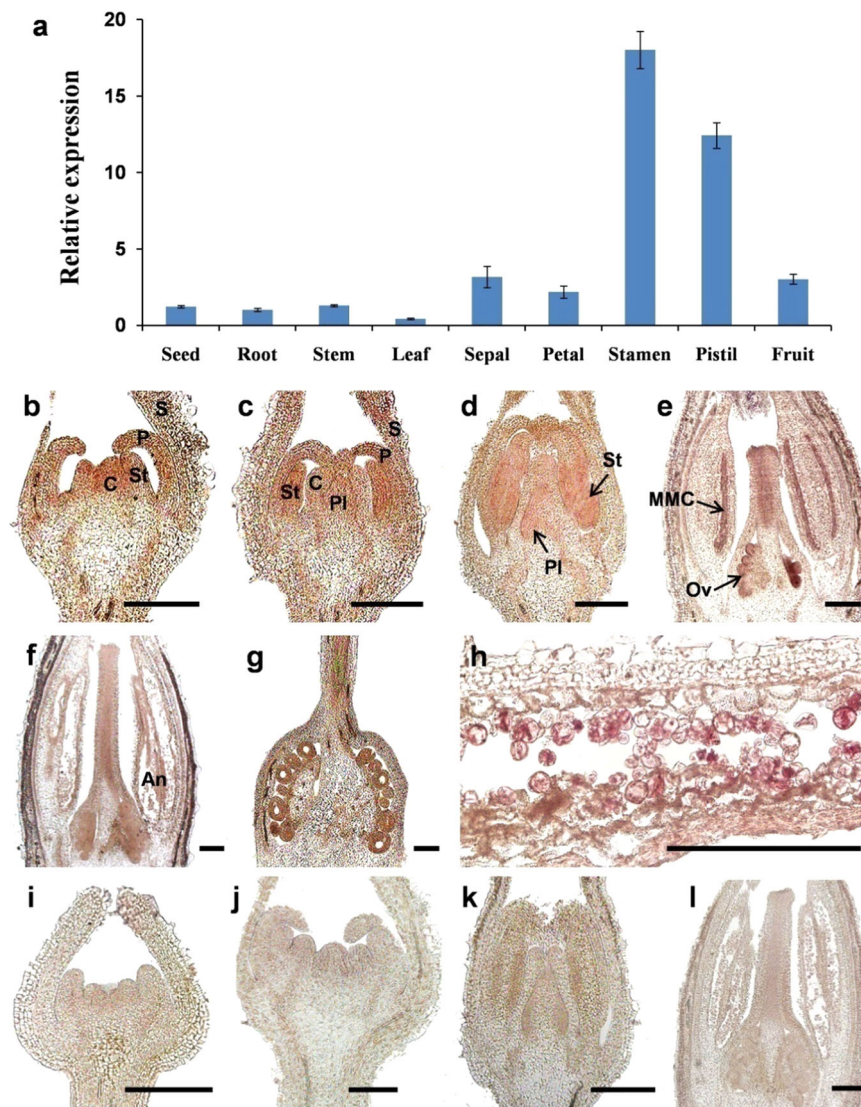 a
Relative expression
20
15
10
5
0
Seed Root Stem Leaf Sepal Petal Stamen Pistil Fruit
b
S
P
C
St
c
S
P
St
C
Pl
d
St
Pl
e
MMC
Ov
f
An
g
h
i
j
k
l